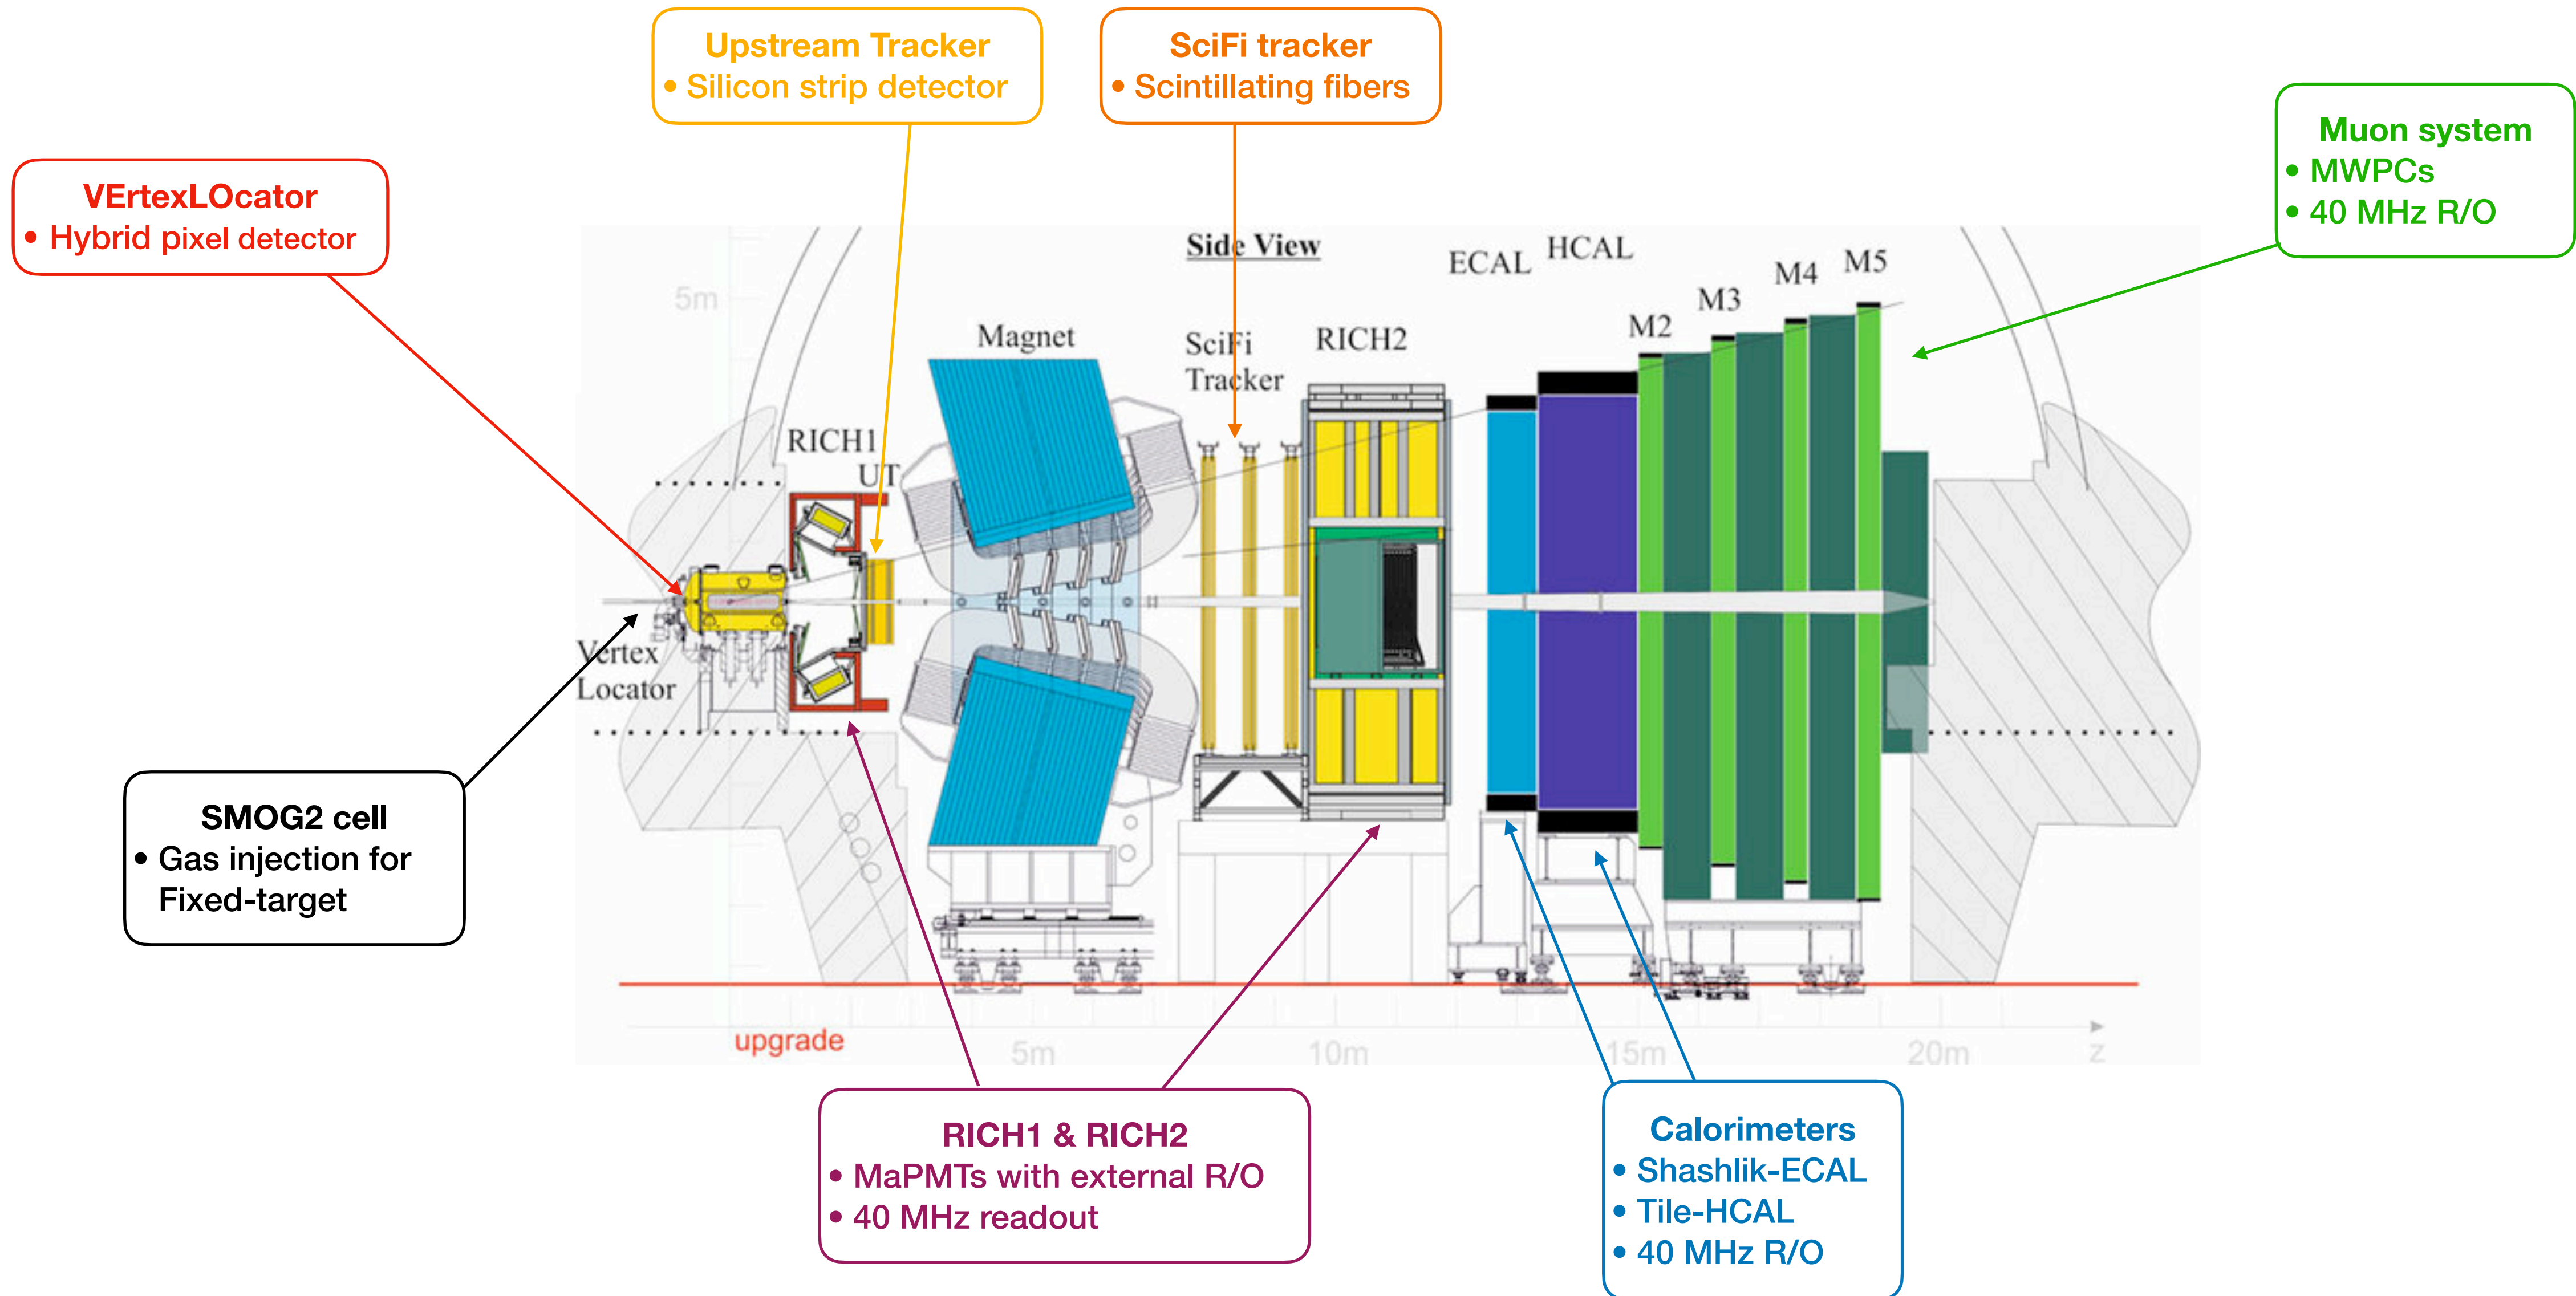 Upstream Tracker
• Silicon strip detector
SciFi tracker
• Scintillating fibers
Muon system
• MWPCs
• 40 MHz R/O
VErtexLOcator
• Hybrid pixel detector
Side View
ECAL
HCAL
M2
M3
M4
M5
5m
Magnet
SciFi
Tracker
RICH2
RICH1
UT
Vertex
Locator
SMOG2 cell
• Gas injection for
Fixed-target
upgrade
5m
10m
15m
20m
z
RICH1 & RICH2
• MaPMTs with external R/O
• 40 MHz readout
Calorimeters
• Shashlik-ECAL
• Tile-HCAL
• 40 MHz R/O